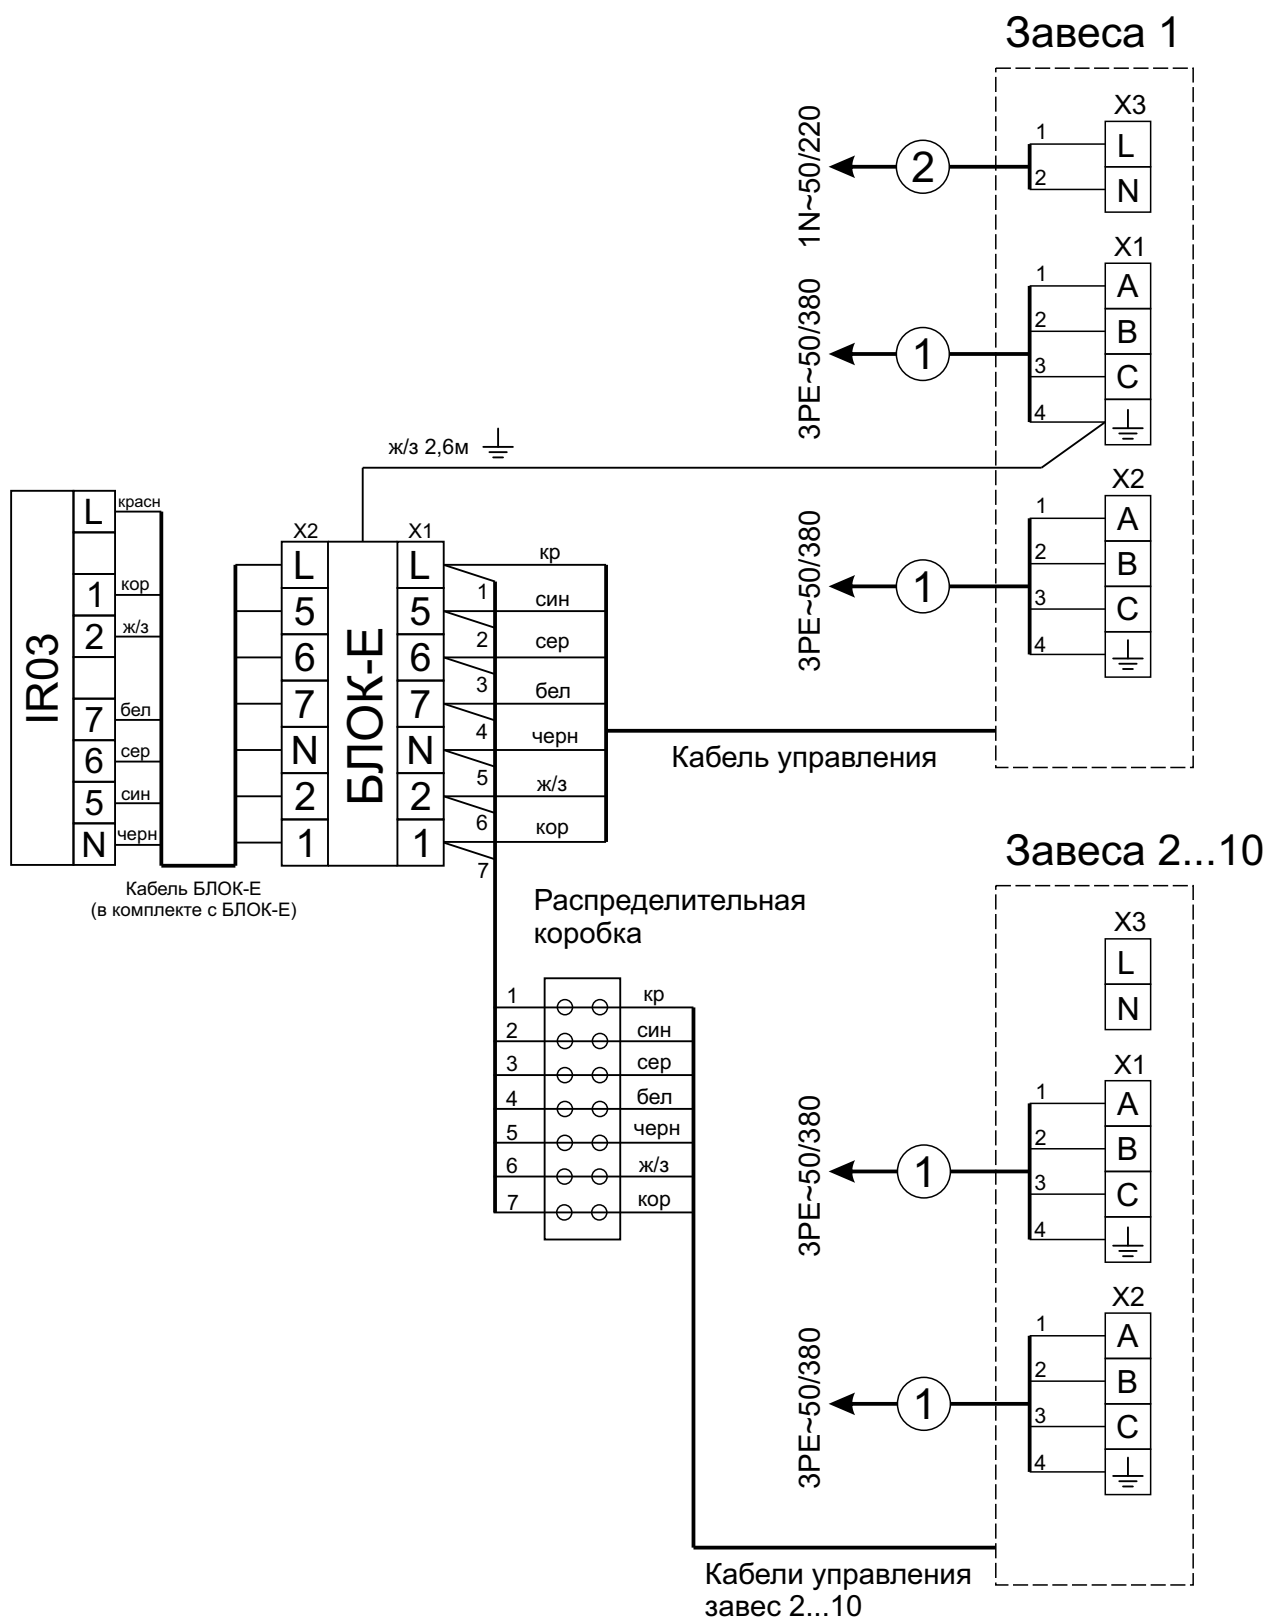 Завеса 1
X3
1
L
2
N
1N~50/220
2
X1
1
A
2
B
3
C
4
3PE~50/380
1
ж/з 2,6м
X2
1
A
2
B
3
C
4
3PE~50/380
1
IR03
L
красн
1
кор
2
ж/з
7
бел
6
сер
5
син
N
черн
Кабель БЛОК-Е
(в комплекте с БЛОК-Е)
X2
L
5
6
7
N
2
1
БЛОК-Е
X1
L
5
6
7
N
2
1
1
2
3
4
5
6
7
кр
син
сер
бел
черн
ж/з
кор
Кабель управления
Завеса 2...10
Распределительная
коробка
1
2
3
4
5
6
7
кр
син
сер
бел
черн
ж/з
кор
X3
L
N
X1
1
A
2
B
3
C
4
3PE~50/380
1
X2
1
A
2
B
3
C
4
3PE~50/380
1
Кабели управления
завес 2...10